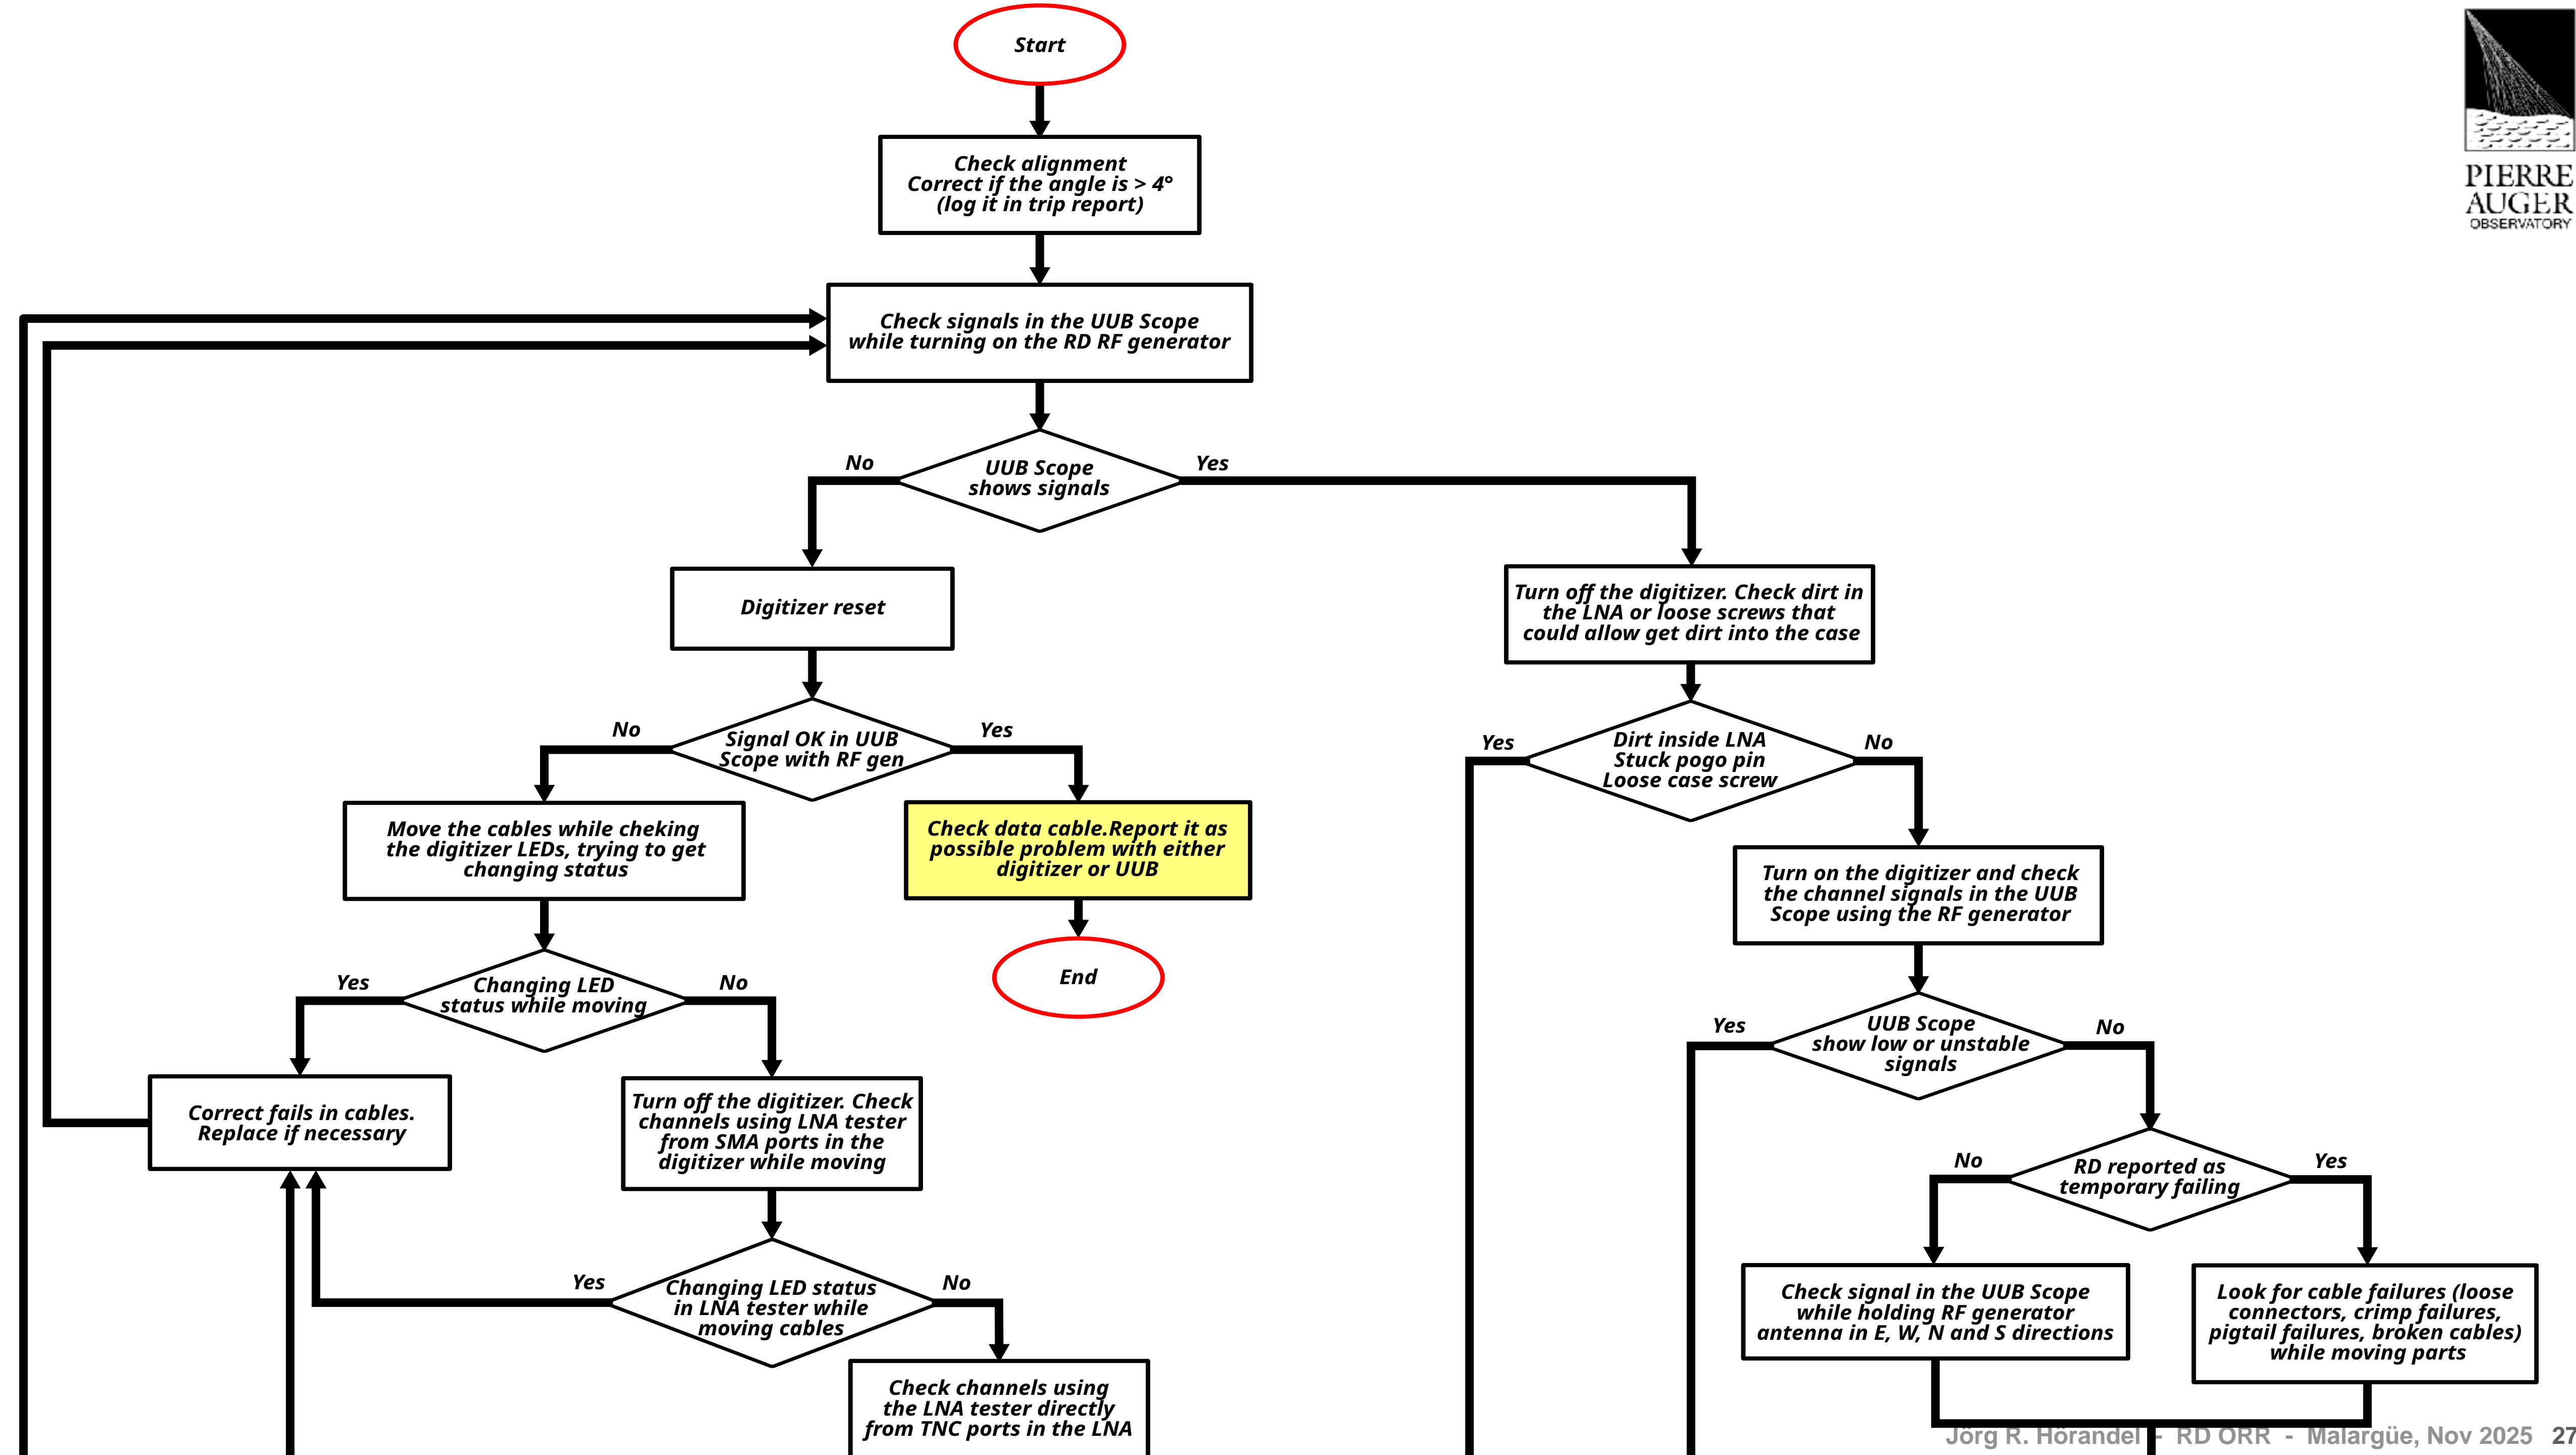 Start
PIERRE
AUGER
OBSERVATORY
Check alignment
Correct if the angle is > 4°
(log it in trip report)
Check signals in the UUB Scope
while turning on the RD RF generator
No
UUB Scope
shows signals
Yes
Digitizer reset
Turn off the digitizer. Check dirt in
the LNA or loose screws that
could allow get dirt into the case
No
Signal OK in UUB
Scope with RF gen
Yes
Yes
Dirt inside LNA
Stuck pogo pin
Loose case screw
No
Move the cables while cheking
the digitizer LEDs, trying to get
changing status
Check data cable.Report it as
possible problem with either
digitizer or UUB
Turn on the digitizer and check
the channel signals in the UUB
Scope using the RF generator
Yes
Changing LED
status while moving
No
End
Yes
UUB Scope
show low or unstable
signals
No
Correct fails in cables.
Replace if necessary
Turn off the digitizer. Check
channels using LNA tester
from SMA ports in the
digitizer while moving
No
RD reported as
temporary failing
Yes
Yes
Changing LED status
in LNA tester while
moving cables
No
Check signal in the UUB Scope
while holding RF generator
antenna in E, W, N and S directions
Look for cable failures (loose
connectors, crimp failures,
pigtail failures, broken cables)
while moving parts
Check channels using
the LNA tester directly
from TNC ports in the LNA
Jörg R. Hörandel - RD ORR - Malargüe, Nov 2025 27